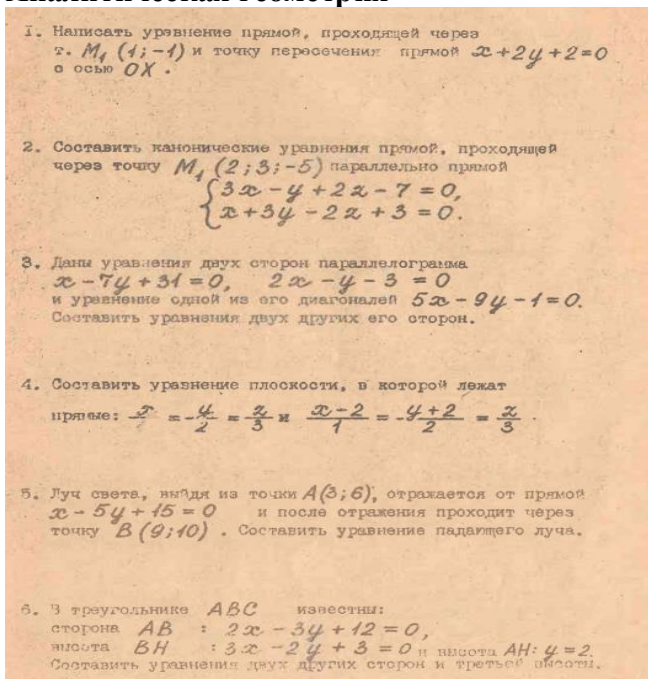 Аналитическая геометрия
1. Написать уравнение прямой, проходящей через
т. M₁ (1;-1) и точку пересечения прямой x+2y+2=0
с осью OX.
2. Составить канонические уравнения прямой, проходящей
через точку M₁ (2;3;-5) параллельно прямой
{3x-y+2z-7=0,
{x+3y-2z+3=0.
3. Даны уравнения двух сторон параллелограмма
x-7y+31=0, 2x-y-3=0
и уравнение одной из его диагоналей 5x-9y-1=0.
Составить уравнения двух других его сторон.
4. Составить уравнение плоскости, в которой лежат
прямые: x = -y/2 = z/3 и (x-2)/1 = -(y+2)/2 = z/3.
5. Луч света, выйдя из точки A(3;6), отражается от прямой
x-5y+15=0 и после отражения проходит через
точку B(9;10). Составить уравнение падающего луча.
6. В треугольнике ABC известны:
сторона AB : 2x-3y+12=0,
высота BH : 3x-2y+3=0 и высота AH: y=2.
Составить уравнения двух других сторон и третьей высоты.